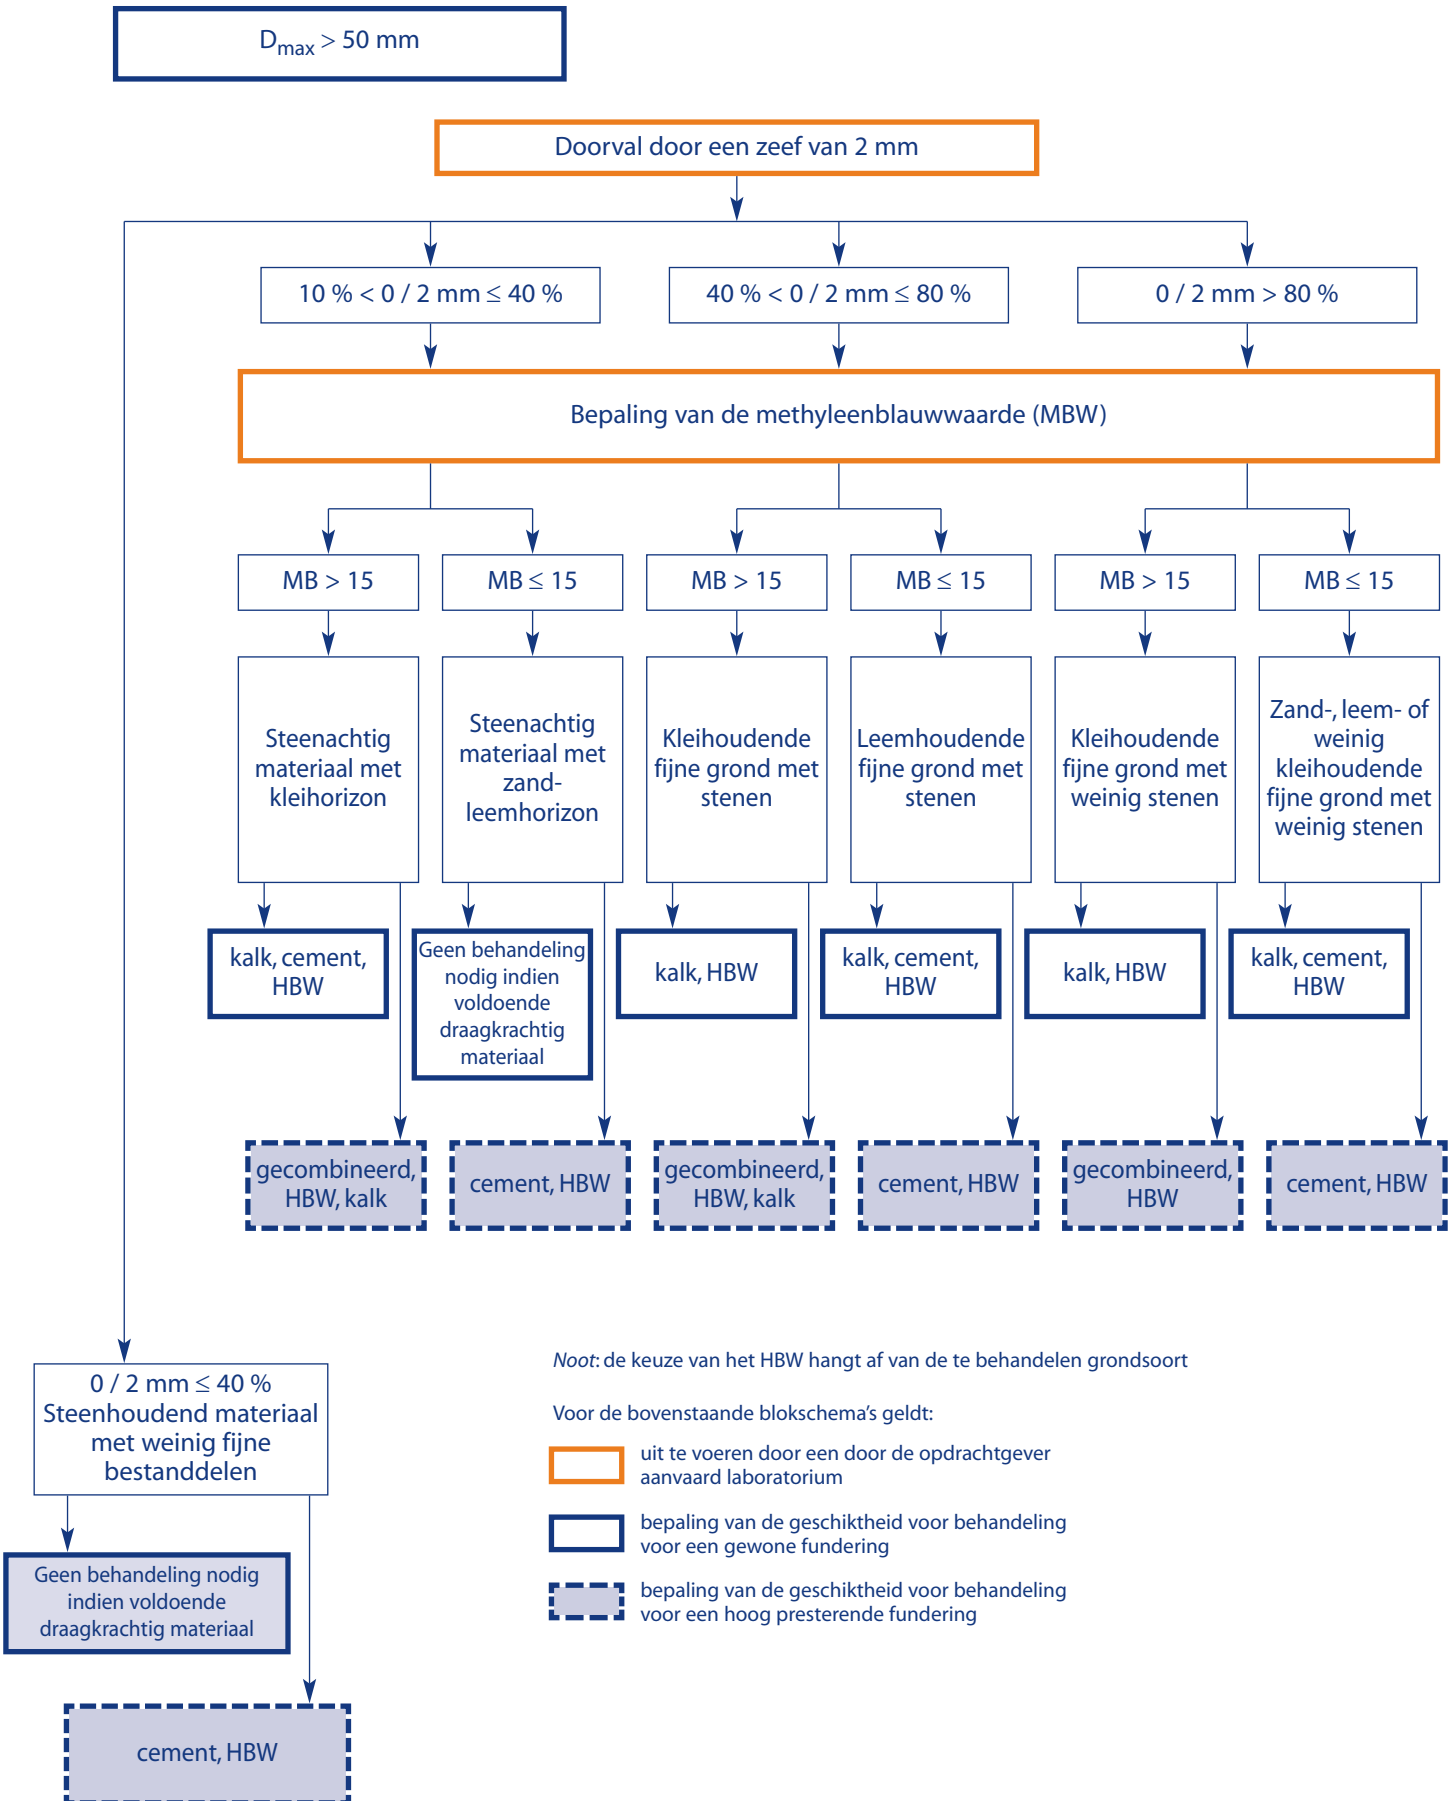 Dmax > 50 mm
Doorval door een zeef van 2 mm
10 % < 0 / 2 mm ≤ 40 %
40 % < 0 / 2 mm ≤ 80 %
0 / 2 mm > 80 %
Bepaling van de methyleenblauwwaarde (MBW)
MB > 15
MB ≤ 15
MB > 15
MB ≤ 15
MB > 15
MB ≤ 15
Steenachtig
materiaal met
kleihorizon
Steenachtig
materiaal met
zand-
leemhorizon
Kleihoudende
fijne grond met
stenen
Leemhoudende
fijne grond met
stenen
Kleihoudende
fijne grond met
weinig stenen
Zand-, leem- of
weinig
kleihoudende
fijne grond met
weinig stenen
kalk, cement,
HBW
Geen behandeling
nodig indien
voldoende
draagkrachtig
materiaal
kalk, HBW
kalk, cement,
HBW
kalk, HBW
kalk, cement,
HBW
gecombineerd,
HBW, kalk
cement, HBW
gecombineerd,
HBW, kalk
cement, HBW
gecombineerd,
HBW
cement, HBW
0 / 2 mm ≤ 40 %
Steenhoudend materiaal
met weinig fijne
bestanddelen
Geen behandeling nodig
indien voldoende
draagkrachtig materiaal
cement, HBW
Noot: de keuze van het HBW hangt af van de te behandelen grondsoort
Voor de bovenstaande blokschema's geldt:
uit te voeren door een door de opdrachtgever
aanvaard laboratorium
bepaling van de geschiktheid voor behandeling
voor een gewone fundering
bepaling van de geschiktheid voor behandeling
voor een hoog presterende fundering